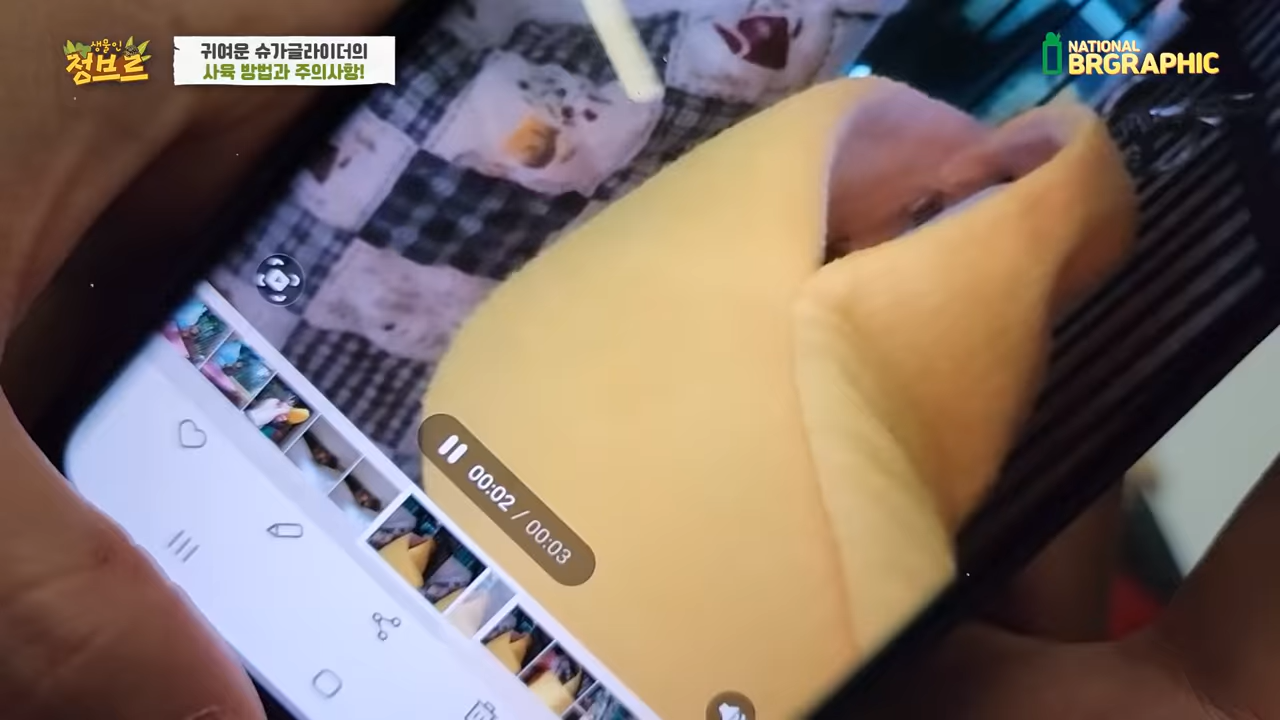 생물인
정브르
귀여운 슈가글라이더의
사육 방법과 주의사항!
NATIONAL
BRGRAPHIC
00:02 / 00:03